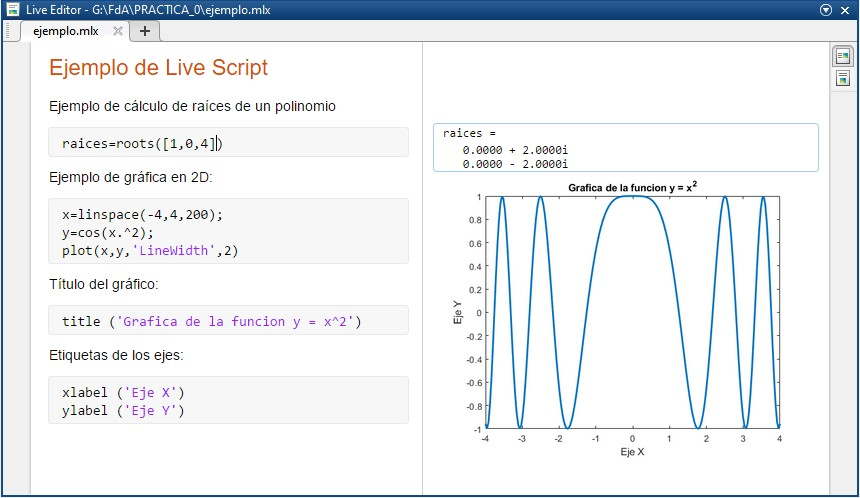 Live Editor - G:\FdA\PRACTICA_0\ejemplo.mlx
ejemplo.mlx
Ejemplo de Live Script
Ejemplo de cálculo de raíces de un polinomio
raices=roots([1,0,4])
Ejemplo de gráfica en 2D:
x=linspace(-4,4,200);
y=cos(x.^2);
plot(x,y,'LineWidth',2)
Título del gráfico:
title ('Grafica de la funcion y = x^2')
Etiquetas de los ejes:
xlabel ('Eje X')
ylabel ('Eje Y')
raices =
0.0000 + 2.0000i
0.0000 - 2.0000i
Grafica de la funcion y = x²
1
0.8
0.6
0.4
0.2
0
-0.2
-0.4
-0.6
-0.8
-1
Eje Y
-4 -3 -2 -1 0 1 2 3 4
Eje X